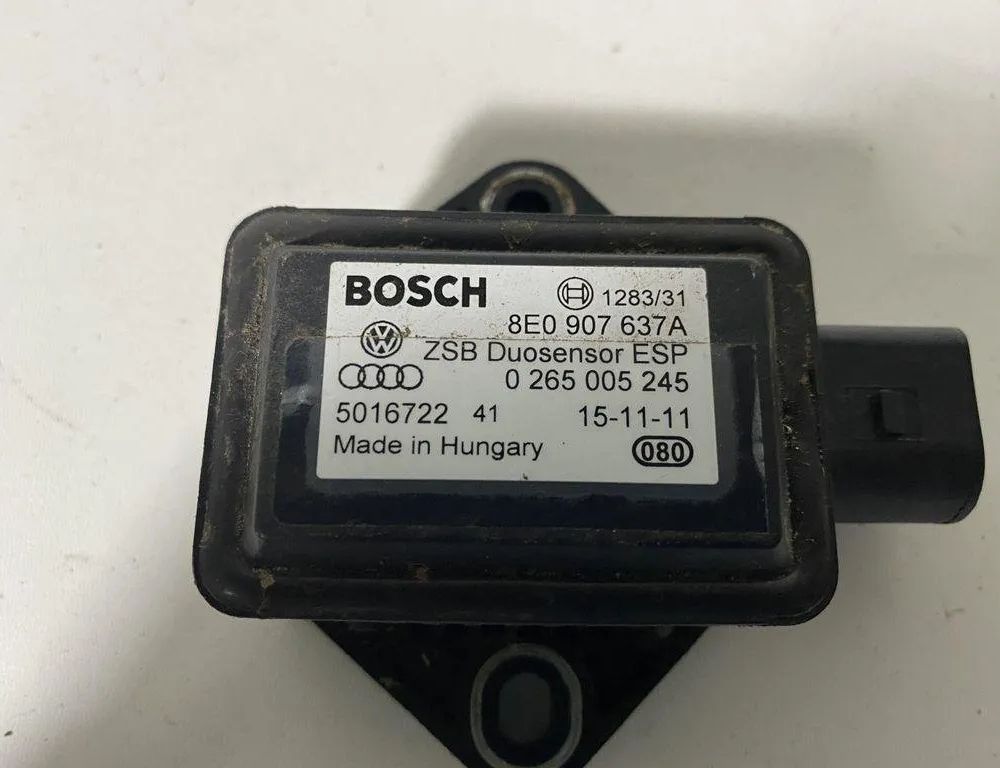 BOSCH 1283/31
8E0 907 637A
ZSB Duosensor ESP
0 265 005 245
5016722 41 15-11-11
Made in Hungary 080